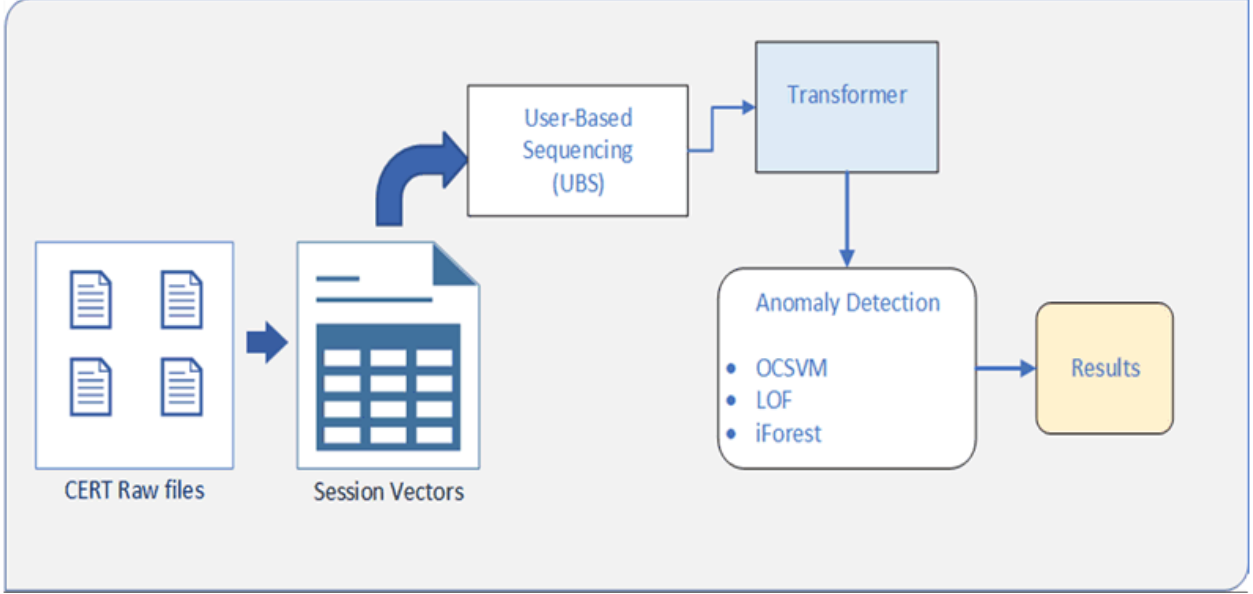 CERT Raw files
Session Vectors
User-Based
Sequencing
(UBS)
Transformer
Anomaly Detection
• OCSVM
• LOF
• iForest
Results